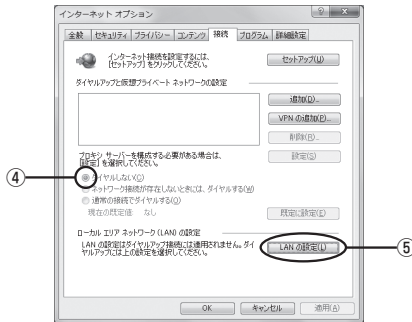 インターネット オプション
全般 セキュリティ プライバシー コンテンツ 接続 プログラム 詳細設定
インターネット接続を設定するには、
[セットアップ] をクリックしてください。
セットアップ(U)
ダイヤルアップと仮想プライベート ネットワークの設定
追加(D)...
VPN の追加(P)...
削除(R)...
プロキシ サーバーを構成する必要がある場合は、
[設定] を選択してください。
設定(S)
④
ダイヤルしない(C)
ネットワーク接続が存在しないときには、ダイヤルする(W)
通常の接続でダイヤルする(O)
現在の既定値: なし
既定に設定(E)
ローカル エリア ネットワーク (LAN) の設定
LAN の設定はダイヤルアップ接続には適用されません。ダイ
ヤルアップには上の設定を選択してください。
LAN の設定(L)
⑤
OK キャンセル 適用(A)